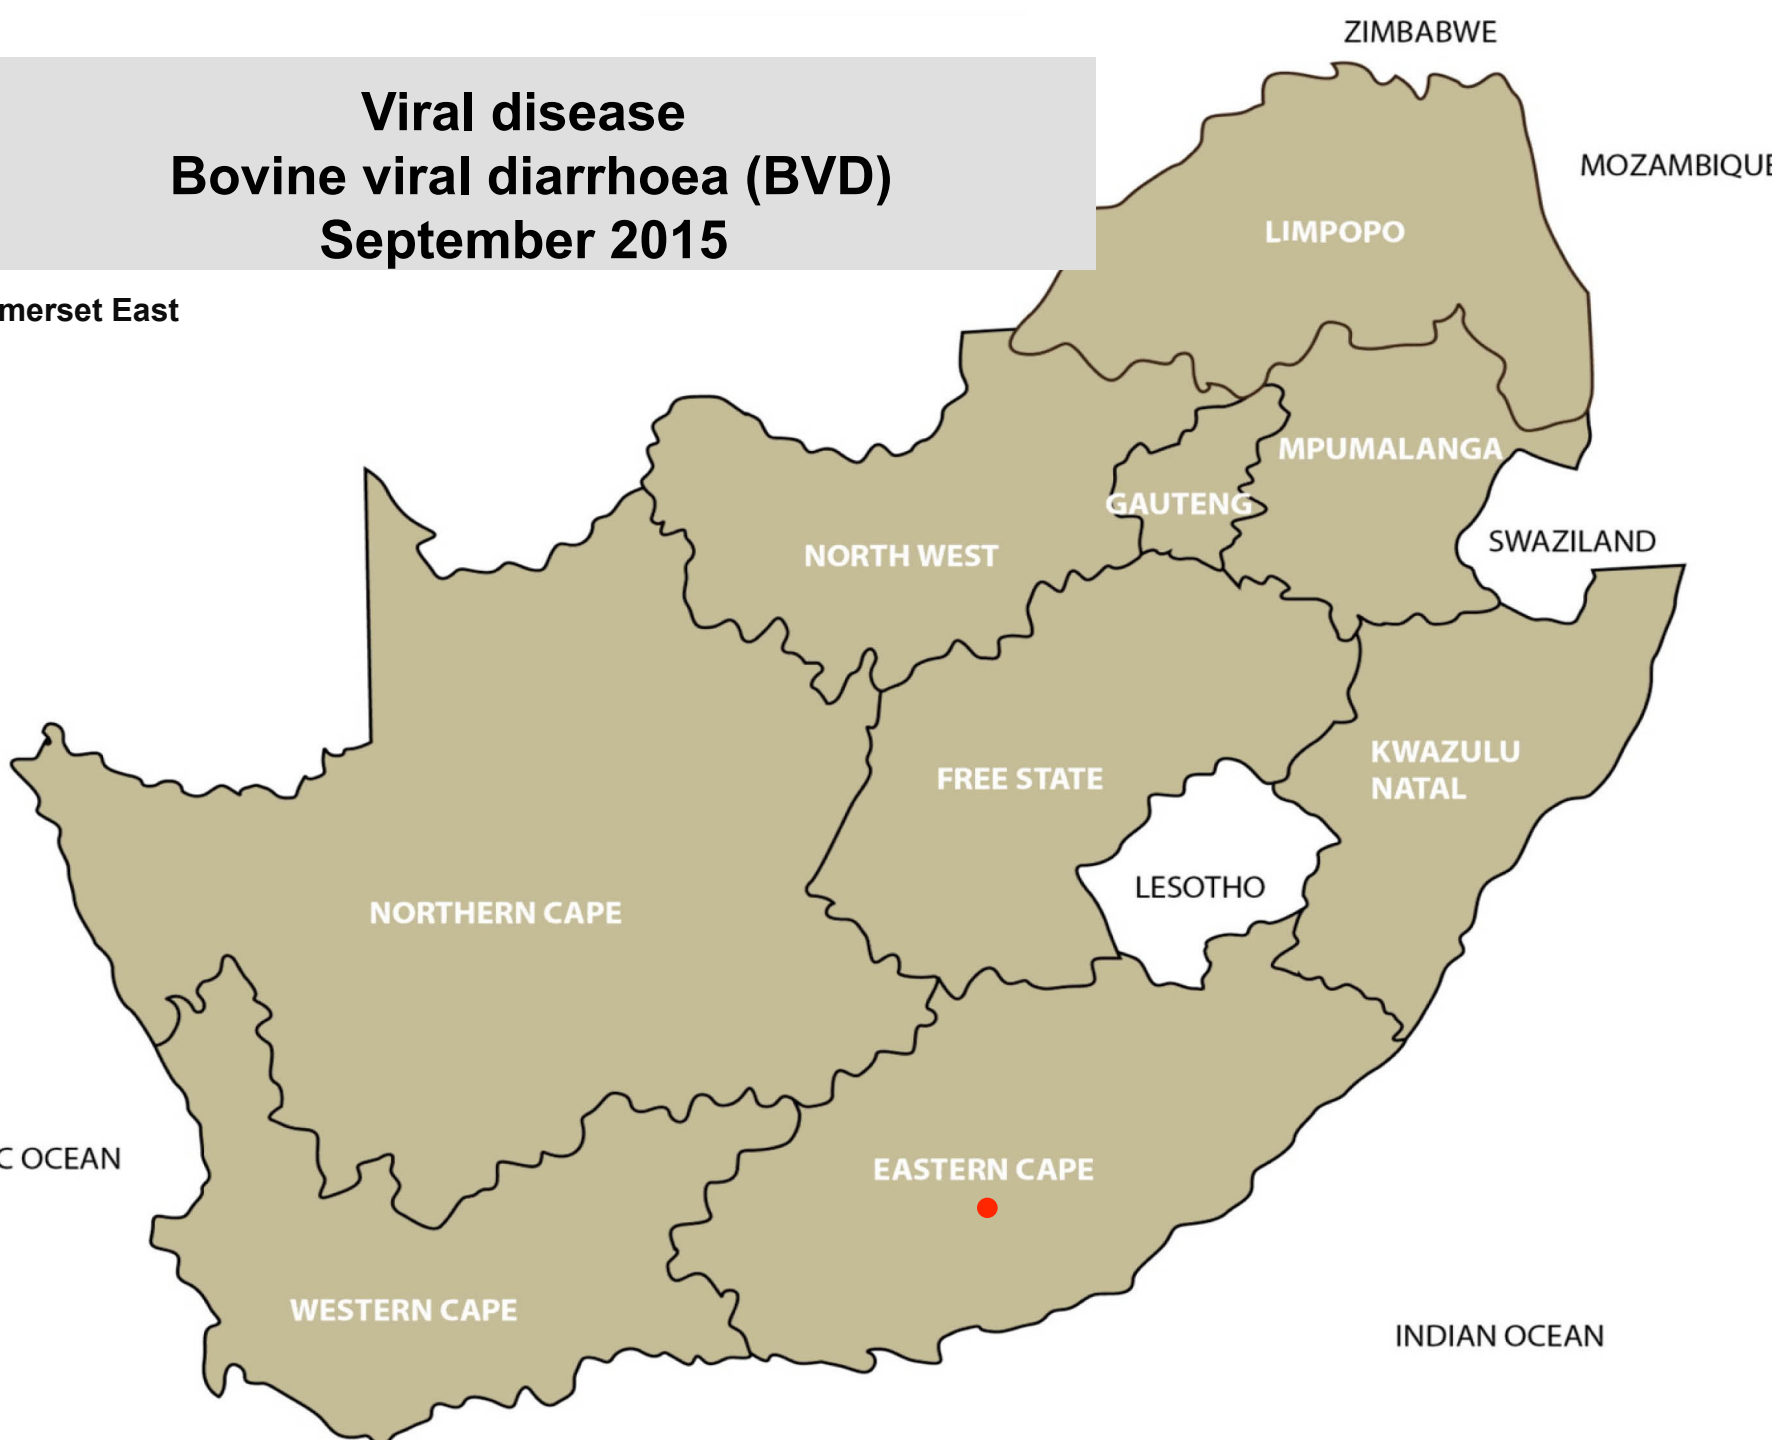 ZIMBABWE
Viral disease
Bovine viral diarrhoea (BVD)
September 2015
MOZAMBIQUE
LIMPOPO
merset East
MPUMALANGA
GAUTENG
NORTH WEST
SWAZILAND
KWAZULU
NATAL
FREE STATE
LESOTHO
NORTHERN CAPE
C OCEAN
EASTERN CAPE
WESTERN CAPE
INDIAN OCEAN